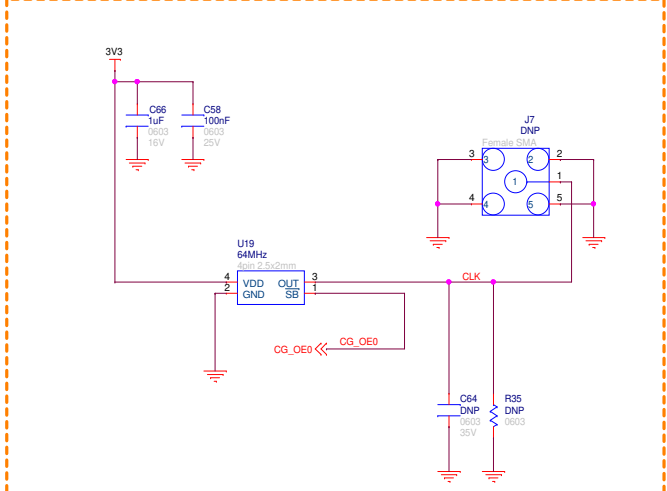 3V3
C66
1uF
0603
16V
C58
100nF
0603
25V
J7
DNP
Female SMA
3
3
2
2
1
1
4
4
5
5
U19
64MHz
4pin 2.5x2mm
4
VDD
OUT
3
2
GND
SB
1
CLK
CG_OE0
CG_OE0
C64
DNP
0603
35V
R35
DNP
0603